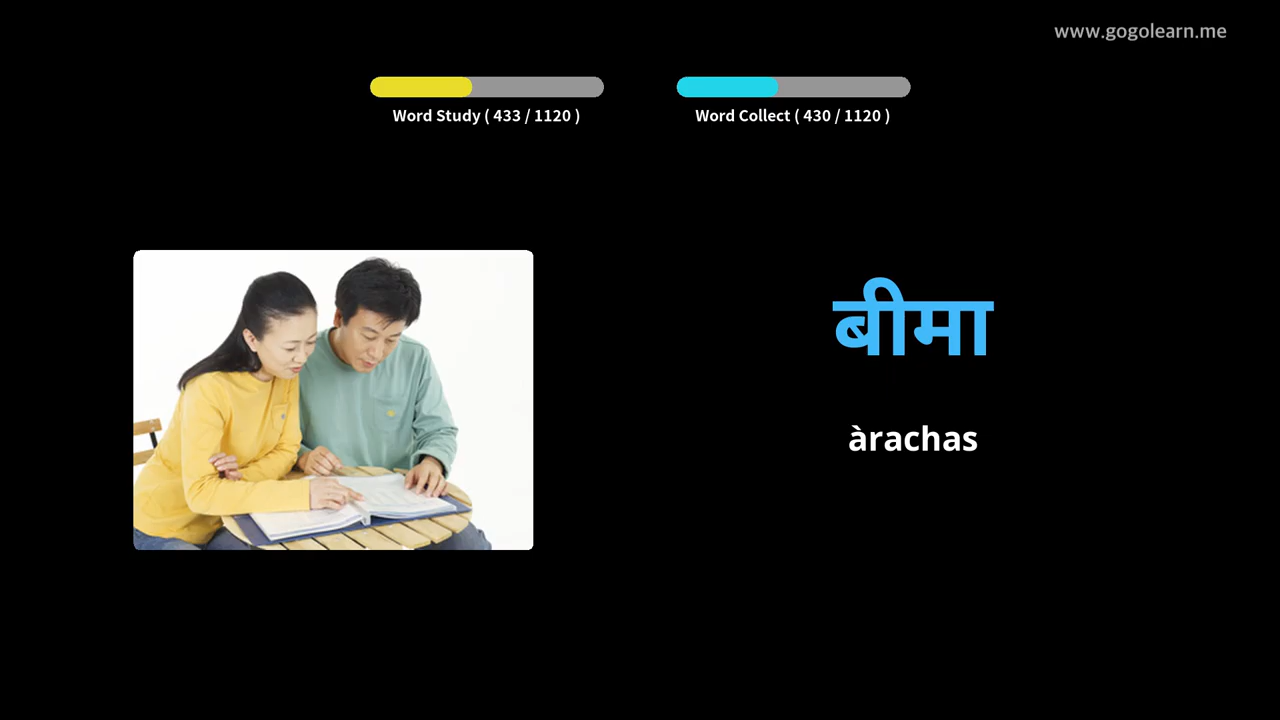 www.gogolearn.me
Word Study ( 433 / 1120 )
Word Collect ( 430 / 1120 )
बीमा
àrachas